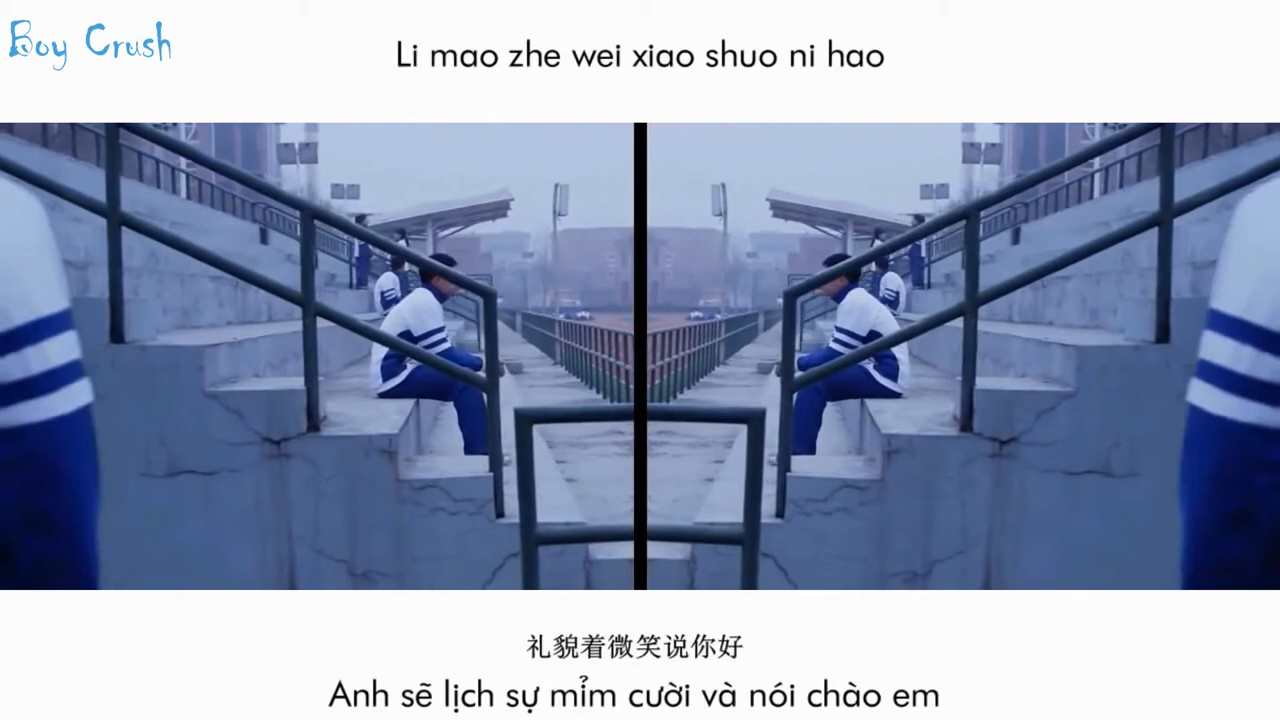 Boy Crush
Li mao zhe wei xiao shuo ni hao
礼貌着微笑说你好
Anh sẽ lịch sự mỉm cười và nói chào em